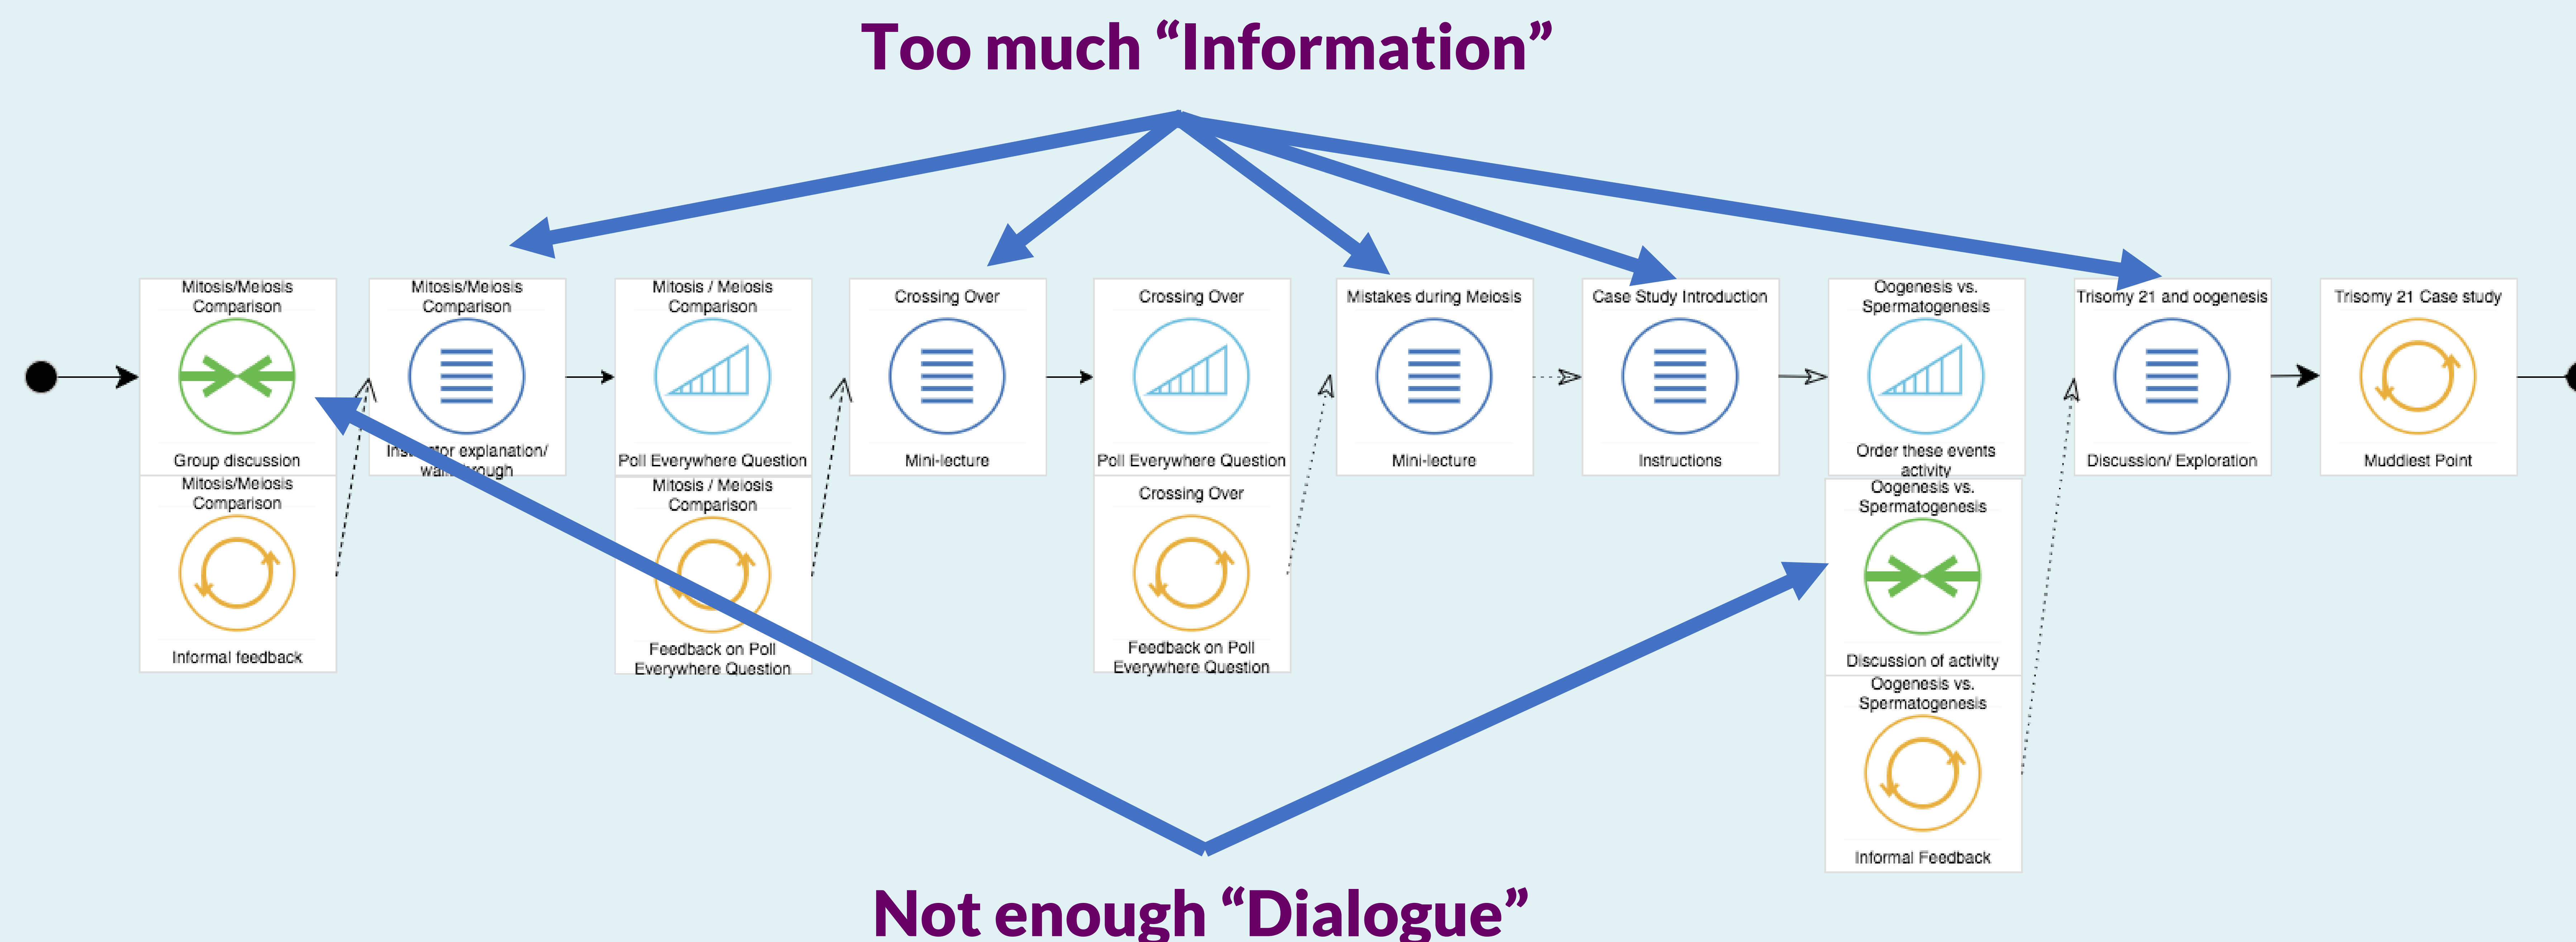 Too much “Information”
Mitosis/Meiosis
Comparison
Group discussion
Mitosis/Meiosis
Comparison
Informal feedback
Mitosis/Meiosis
Comparison
Instructor explanation/
walkthrough
Mitosis / Meiosis
Comparison
Poll Everywhere Question
Mitosis / Meiosis
Comparison
Feedback on Poll
Everywhere Question
Crossing Over
Mini-lecture
Crossing Over
Poll Everywhere Question
Crossing Over
Feedback on Poll
Everywhere Question
Mistakes during Meiosis
Mini-lecture
Case Study Introduction
Instructions
Oogenesis vs.
Spermatogenesis
Order these events
activity
Oogenesis vs.
Spermatogenesis
Discussion of activity
Oogenesis vs.
Spermatogenesis
Informal Feedback
Trisomy 21 and oogenesis
Discussion/ Exploration
Trisomy 21 Case study
Muddiest Point
Not enough “Dialogue”